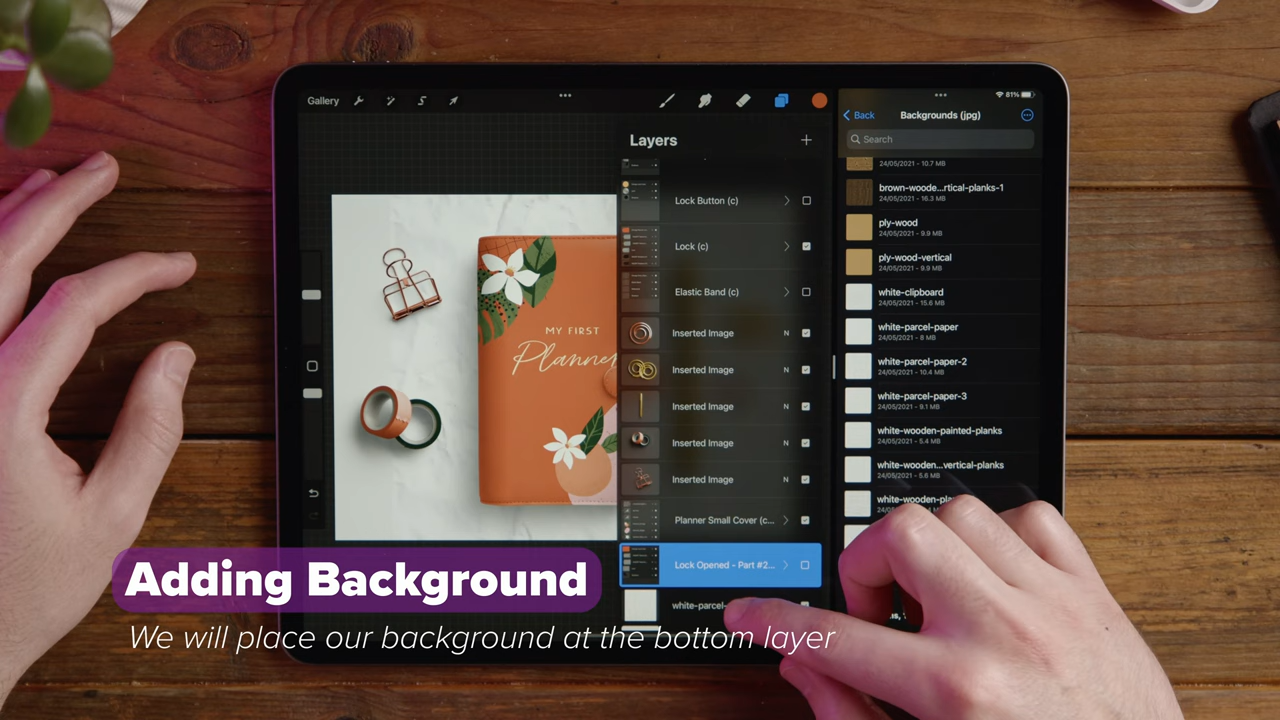 Gallery
Layers
Lock Button (c)
Lock (c)
Elastic Band (c)
Inserted Image N
Inserted Image N
Inserted Image N
Inserted Image N
Inserted Image N
Planner Small Cover (c...
Lock Opened - Part #2...
white-parcel-
MY FIRST
Planner
81%
Back
Backgrounds (jpg)
Search
24/05/2021 - 10.7 MB
brown-woode...rtical-planks-1
24/05/2021 - 16.3 MB
ply-wood
24/05/2021 - 9.9 MB
ply-wood-vertical
24/05/2021 - 9.9 MB
white-clipboard
24/05/2021 - 15.6 MB
white-parcel-paper
24/05/2021 - 8 MB
white-parcel-paper-2
24/05/2021 - 10.4 MB
white-parcel-paper-3
24/05/2021 - 9.1 MB
white-wooden-painted-planks
24/05/2021 - 5.4 MB
white-wooden...vertical-planks
24/05/2021 - 5.6 MB
white-wooden-pla
Adding Background
We will place our background at the bottom layer